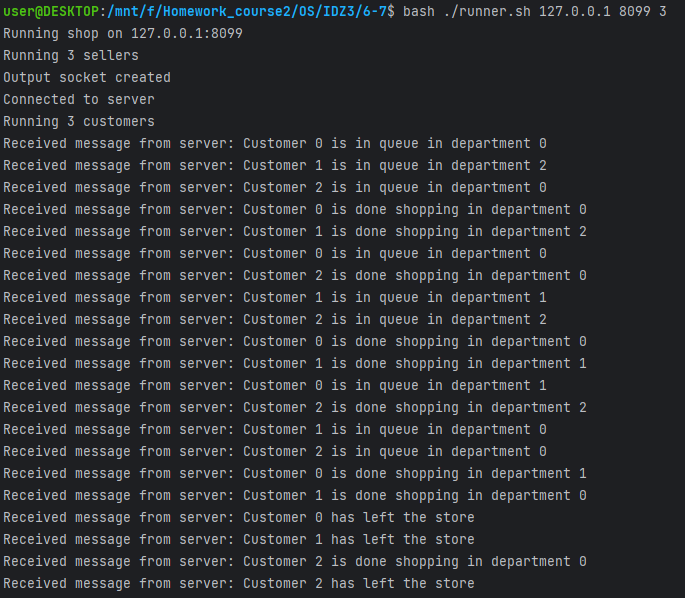 user@DESKTOP:/mnt/f/Homework_course2/OS/IDZ3/6-7$ bash ./runner.sh 127.0.0.1 8099 3
Running shop on 127.0.0.1:8099
Running 3 sellers
Output socket created
Connected to server
Running 3 customers
Received message from server: Customer 0 is in queue in department 0
Received message from server: Customer 1 is in queue in department 2
Received message from server: Customer 2 is in queue in department 0
Received message from server: Customer 0 is done shopping in department 0
Received message from server: Customer 1 is done shopping in department 2
Received message from server: Customer 0 is in queue in department 0
Received message from server: Customer 2 is done shopping in department 0
Received message from server: Customer 1 is in queue in department 1
Received message from server: Customer 2 is in queue in department 2
Received message from server: Customer 0 is done shopping in department 0
Received message from server: Customer 1 is done shopping in department 1
Received message from server: Customer 0 is in queue in department 1
Received message from server: Customer 2 is done shopping in department 2
Received message from server: Customer 1 is in queue in department 0
Received message from server: Customer 2 is in queue in department 0
Received message from server: Customer 0 is done shopping in department 1
Received message from server: Customer 1 is done shopping in department 0
Received message from server: Customer 0 has left the store
Received message from server: Customer 1 has left the store
Received message from server: Customer 2 is done shopping in department 0
Received message from server: Customer 2 has left the store